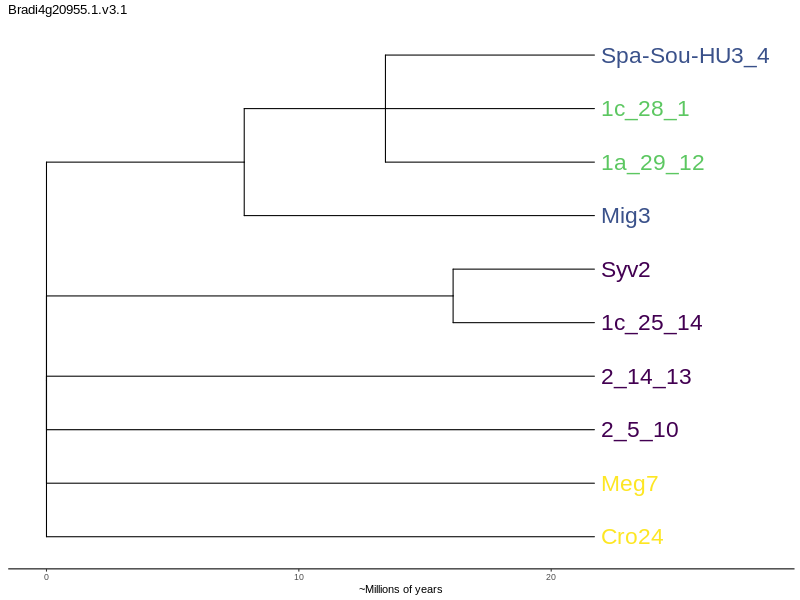 Bradi4g20955.1.v3.1
Spa-Sou-HU3_4
1c_28_1
1a_29_12
Mig3
Syv2
1c_25_14
2_14_13
2_5_10
Meg7
Cro24
0 10 20
~Millions of years